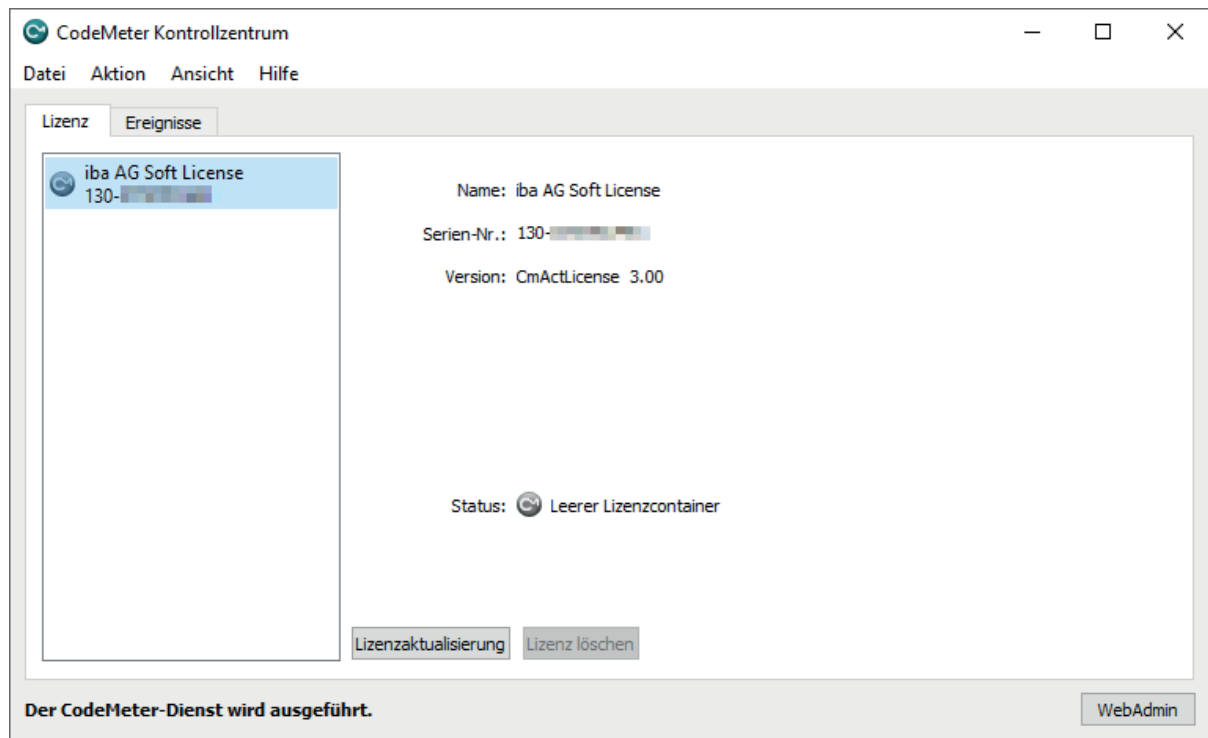 CodeMeter Kontrollzentrum
Datei Aktion Ansicht Hilfe
Lizenz Ereignisse
iba AG Soft License
130-
Name: iba AG Soft License
Serien-Nr.: 130-
Version: CmActLicense 3.00
Status: Leerer Lizenzcontainer
Lizenzaktualisierung Lizenz löschen
Der CodeMeter-Dienst wird ausgeführt. WebAdmin